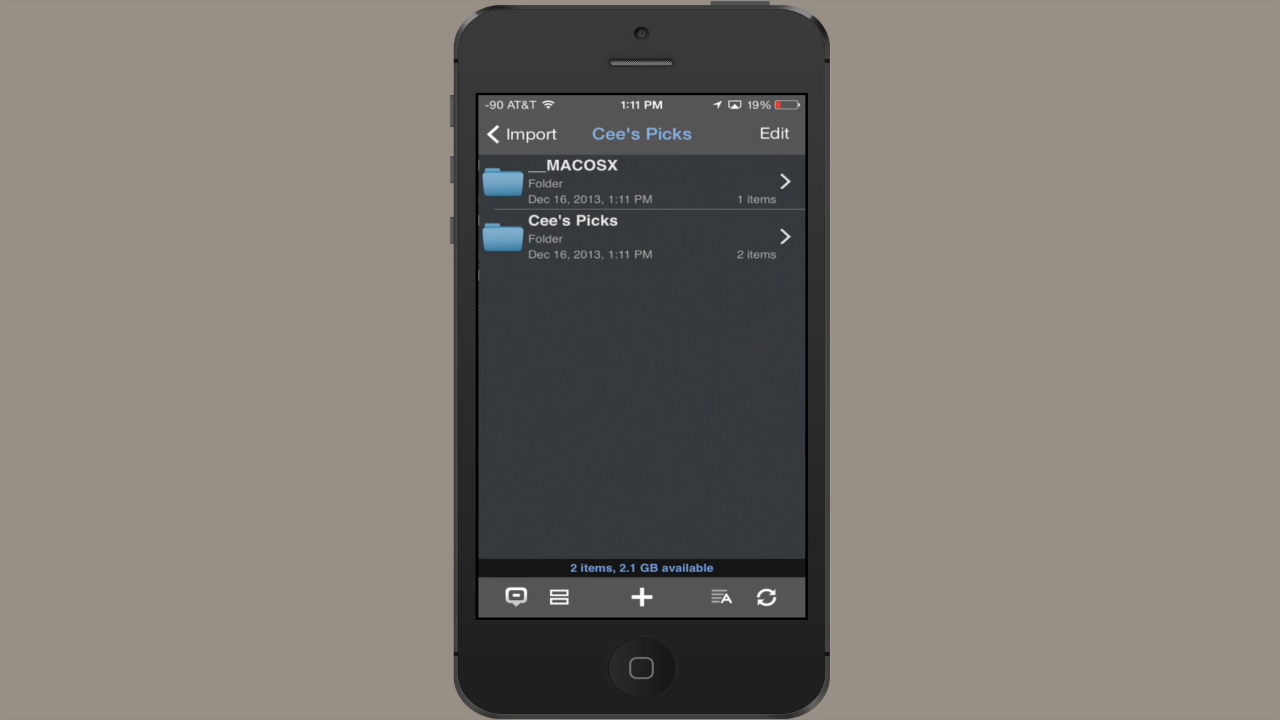 -90 AT&T 1:11 PM 19%
Import Cee's Picks Edit
__MACOSX
Folder
Dec 16, 2013, 1:11 PM 1 items
Cee's Picks
Folder
Dec 16, 2013, 1:11 PM 2 items
2 items, 2.1 GB available
A